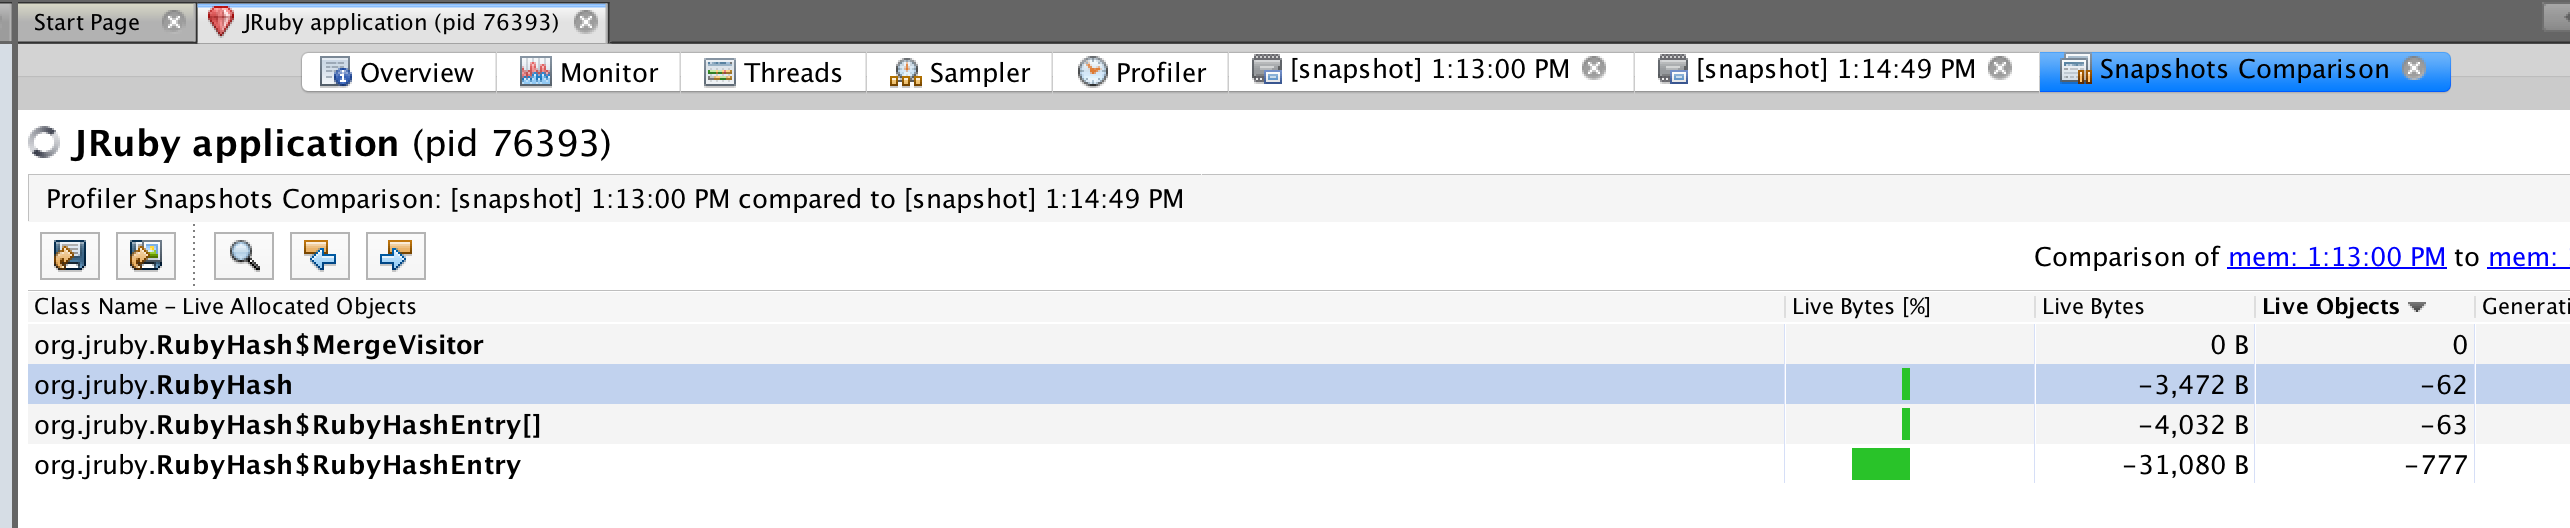 Start Page
JRuby application (pid 76393)
Overview
Monitor
Threads
Sampler
Profiler
[snapshot] 1:13:00 PM
[snapshot] 1:14:49 PM
Snapshots Comparison
JRuby application (pid 76393)
Profiler Snapshots Comparison: [snapshot] 1:13:00 PM compared to [snapshot] 1:14:49 PM
Comparison of mem: 1:13:00 PM to mem:
Class Name – Live Allocated Objects Live Bytes [%] Live Bytes Live Objects Generati
org.jruby.RubyHash$MergeVisitor 0 B 0
org.jruby.RubyHash -3,472 B -62
org.jruby.RubyHash$RubyHashEntry[] -4,032 B -63
org.jruby.RubyHash$RubyHashEntry -31,080 B -777